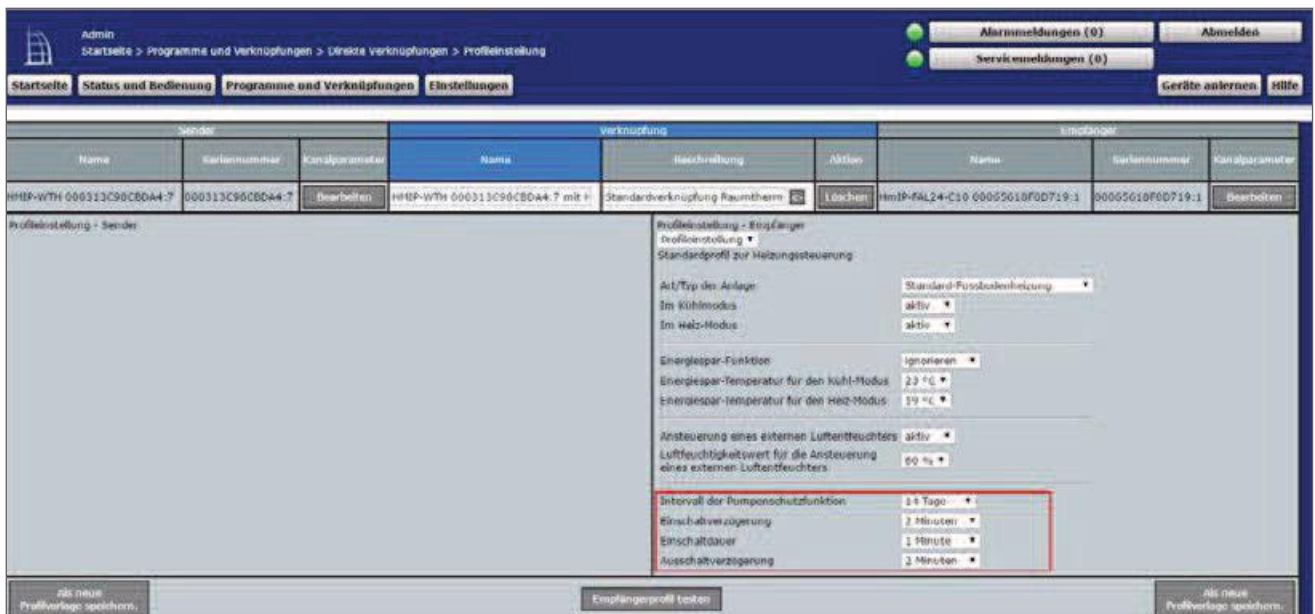 Admin
Startseite > Programme und Verknüpfungen > Direkte Verknüpfungen > Profileinstellung
Alarmmeldungen (0)
Abmelden
Servicemeldungen (0)
Startseite
Status und Bedienung
Programme und Verknüpfungen
Einstellungen
Geräte anlernen
Hilfe
Sender
Verknüpfung
Empfänger
Name
Seriennummer
Kanalparameter
Name
Beschreibung
Aktion
Name
Seriennummer
Kanalparameter
HMIP-WTH 000313C90CBDA4:7
000313C90CBDA4:7
Bearbeiten
HMIP-WTH 000313C90CBDA4:7 mit H
Standardverknüpfung Raumtherm
Löschen
HmIP-FAL24-C10 00065G18F0D719:1
00065G18F0D719:1
Bearbeiten
Profileinstellung - Sender
Profileinstellung - Empfänger
Profileinstellung
Standardprofil zur Heizungssteuerung
Art/Typ der Anlage
Standard-Fussbodenheizung
Im Kühlmodus
aktiv
Im Heiz-Modus
aktiv
Energiespar-Funktion
ignorieren
Energiespar-Temperatur für den Kühl-Modus
23 °C
Energiespar-Temperatur für den Heiz-Modus
19 °C
Ansteuerung eines externen Luftentfeuchters
aktiv
Luftfeuchtigkeitswert für die Ansteuerung
eines externen Luftentfeuchters
60 %
Intervall der Pumpenschutzfunktion
14 Tage
Einschaltverzögerung
2 Minuten
Einschaltdauer
1 Minute
Ausschaltverzögerung
2 Minuten
Als neue
Profilvorlage speichern.
Empfängerprofil testen
Als neue
Profilvorlage speichern.